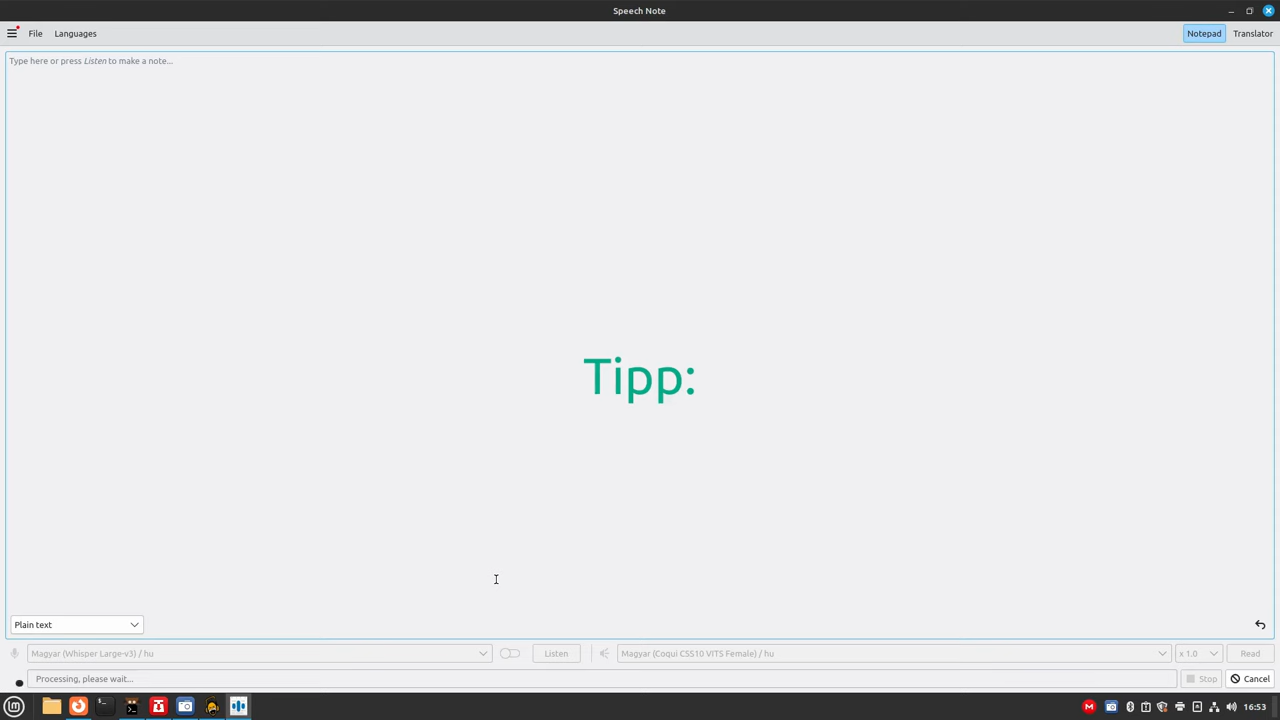 Speech Note
File Languages Notepad Translator
Type here or press Listen to make a note...
Tipp:
Plain text
Magyar (Whisper Large-v3) / hu Listen Magyar (Coqui CSS10 VITS Female) / hu x 1.0 Read
Processing, please wait... Stop Cancel
16:53